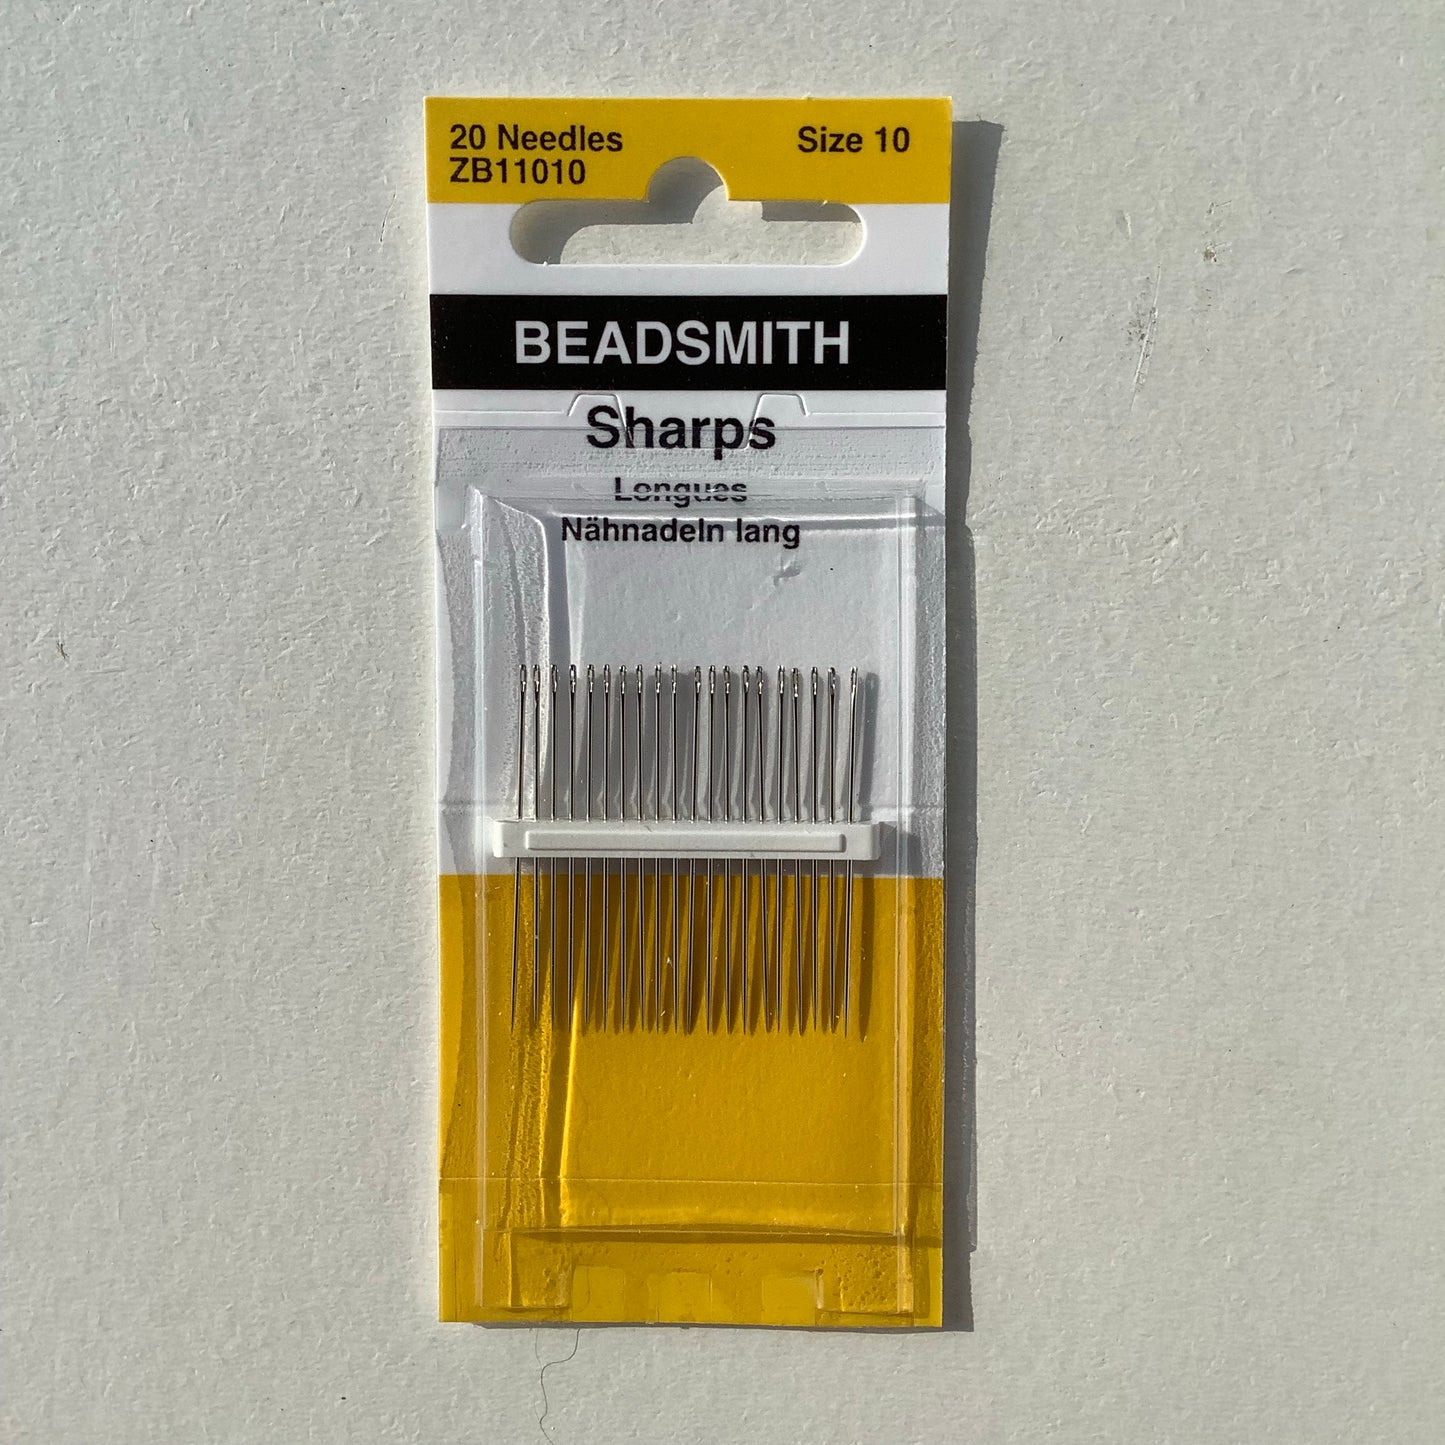 20 Needles
ZB11010
Size 10
BEADSMITH
Sharps
Longues
Nähnadeln lang